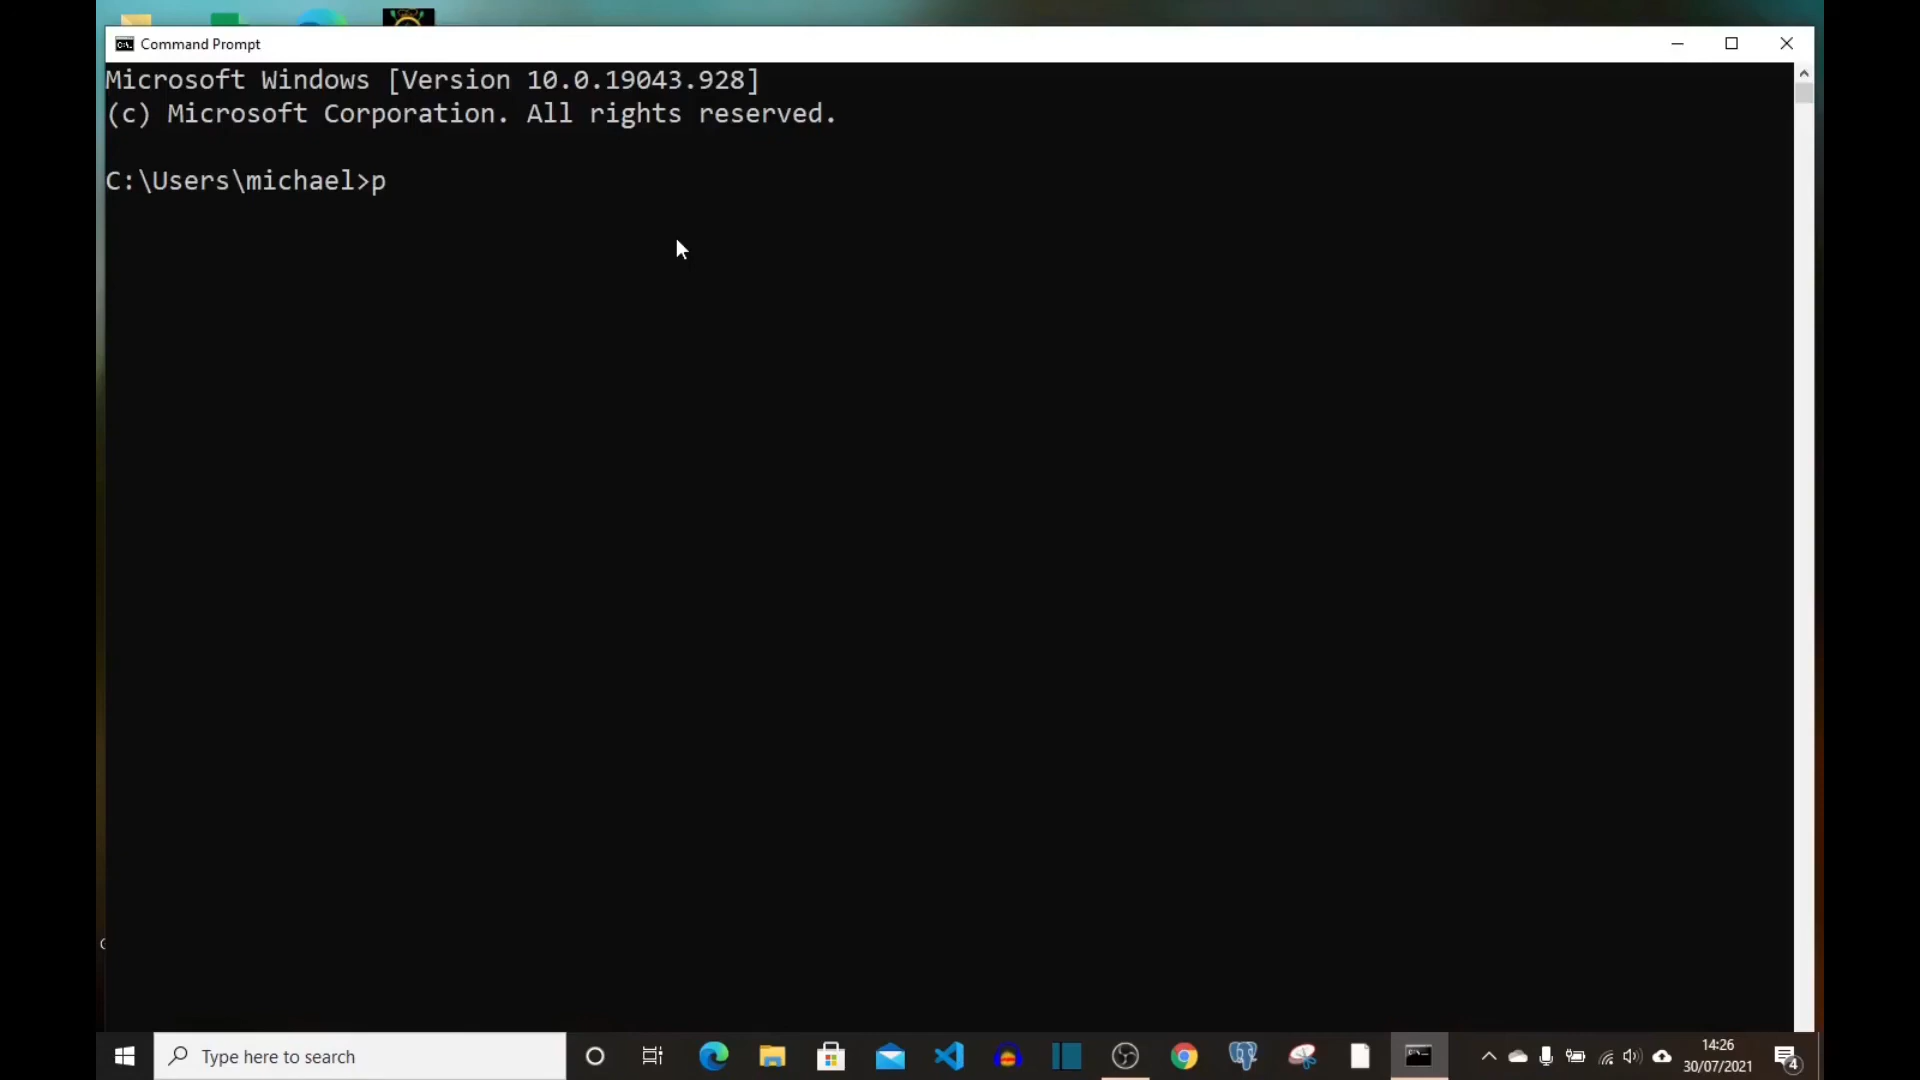 Command Prompt
Microsoft Windows [Version 10.0.19043.928]
(c) Microsoft Corporation. All rights reserved.
C:\Users\michael>p
Type here to search
14:26
30/07/2021
4